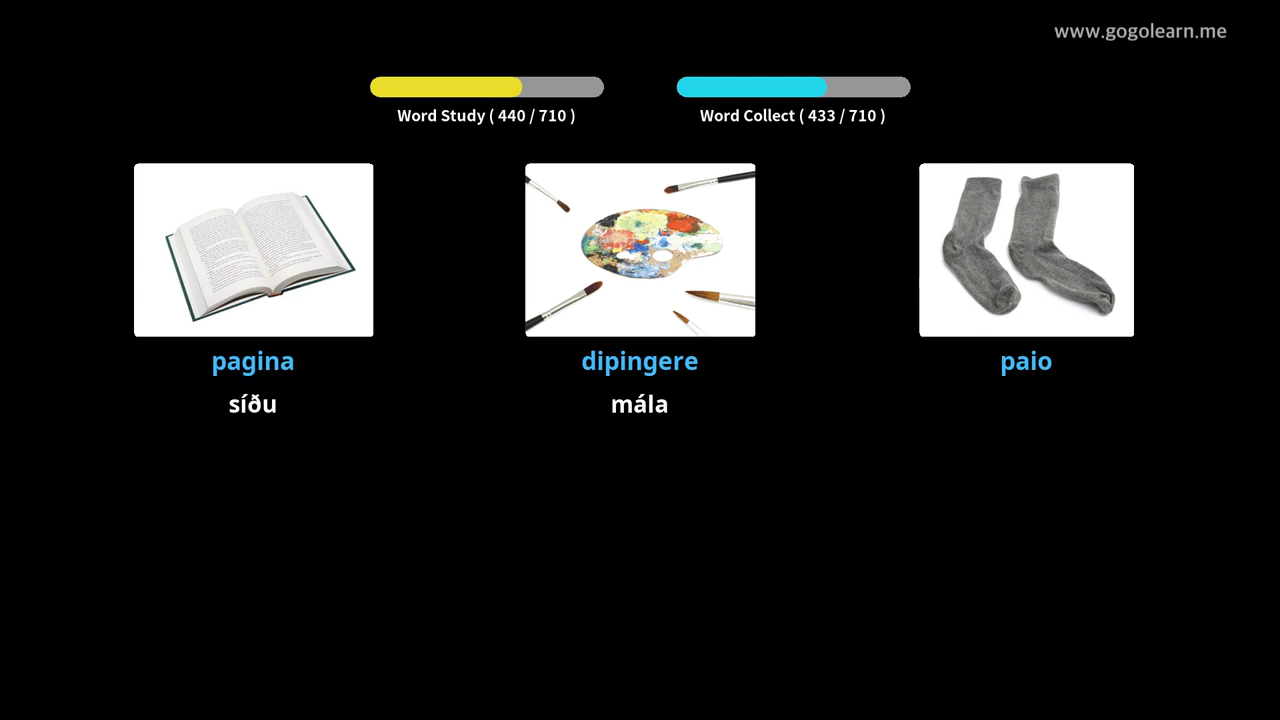 www.gogolearn.me
Word Study ( 440 / 710 )
Word Collect ( 433 / 710 )
pagina
dipingere
paio
síðu
mála